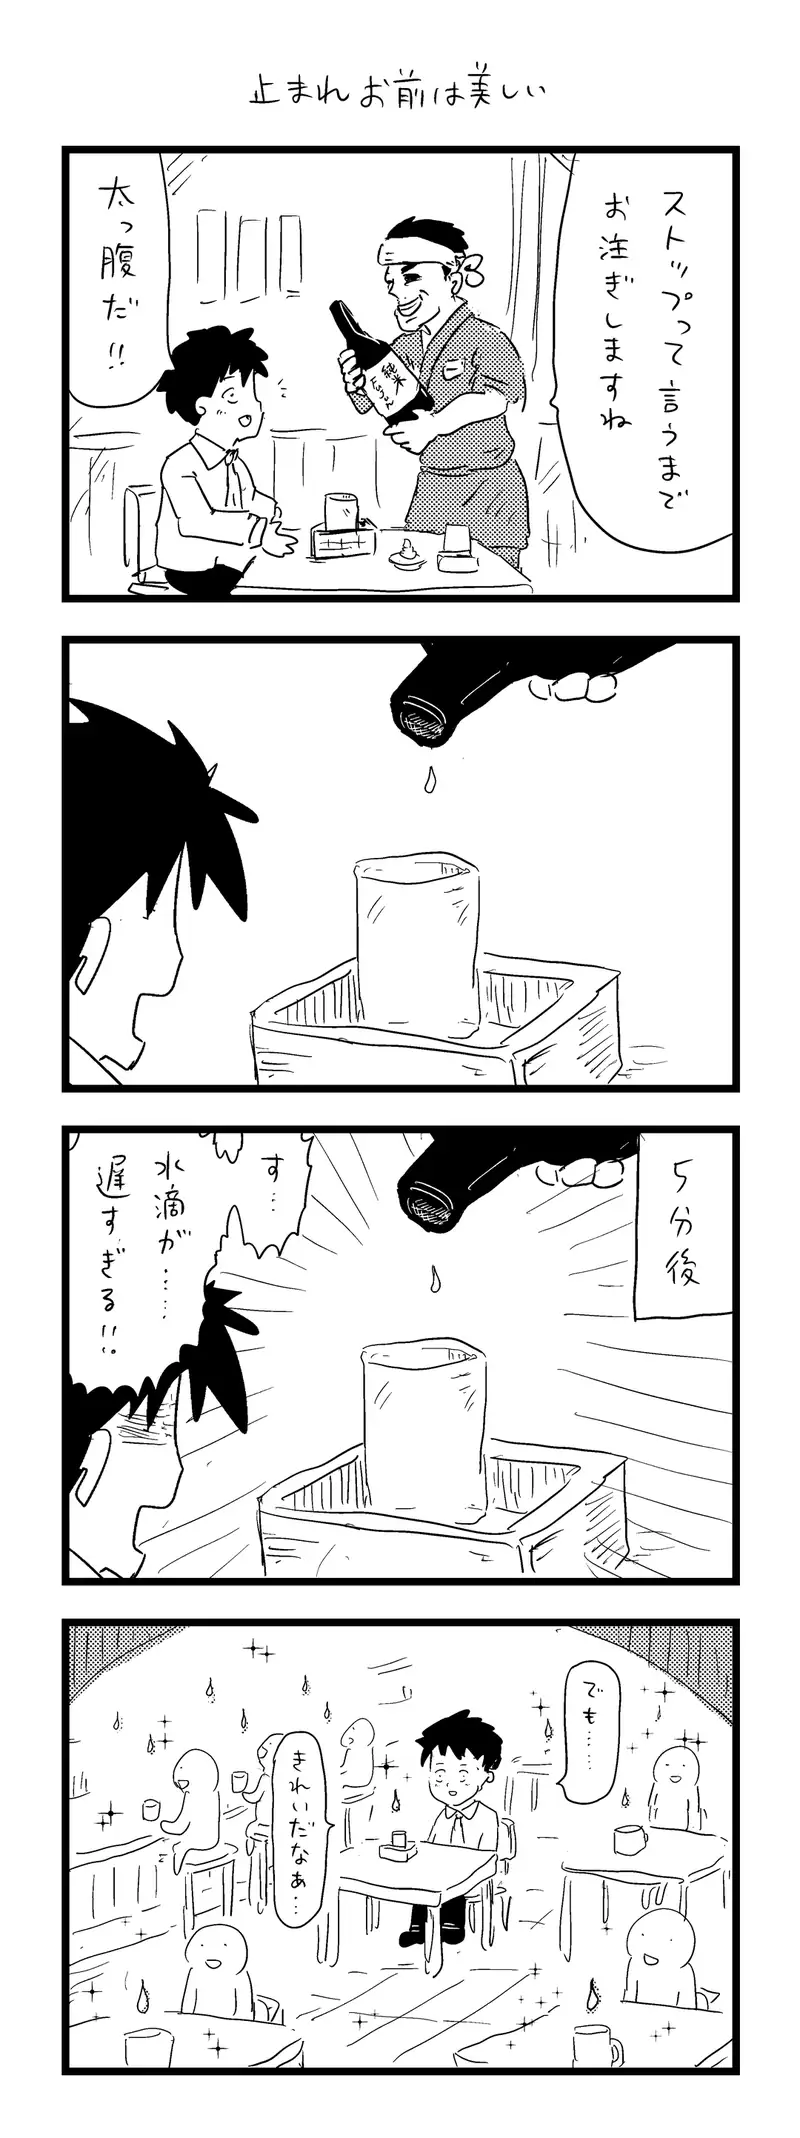 止まれお前は美しい
ストップって言うまで
お注ぎしますね
太っ腹だ!!
純米
5分後
す…
水滴が……
遅すぎる!!
でも……
きれいだなぁ…